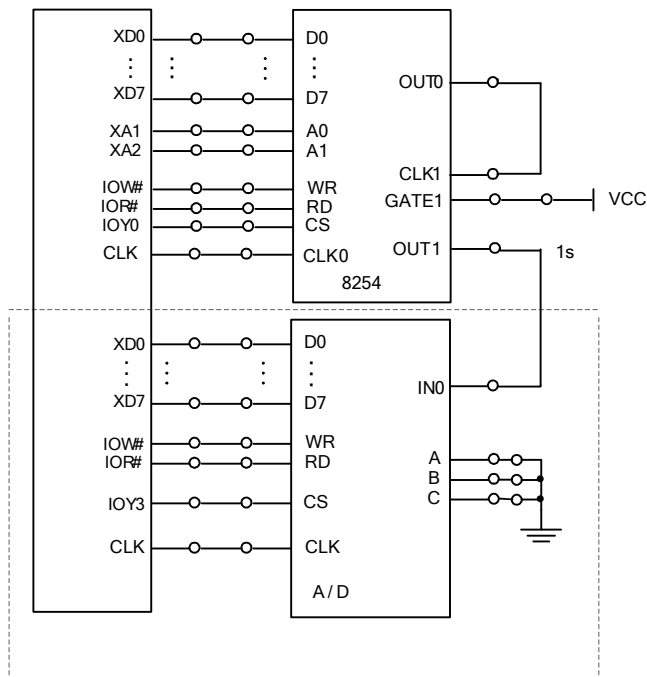 XD0 D0
XD7 D7
OUT0
XA1 A0
XA2 A1
CLK1
IOW# WR
IOR# RD
GATE1 VCC
IOY0 CS
CLK CLK0
OUT1 1s
8254
XD0 D0
XD7 D7
IN0
IOW# WR
IOR# RD
A
B
C
IOY3 CS
CLK CLK
A/D